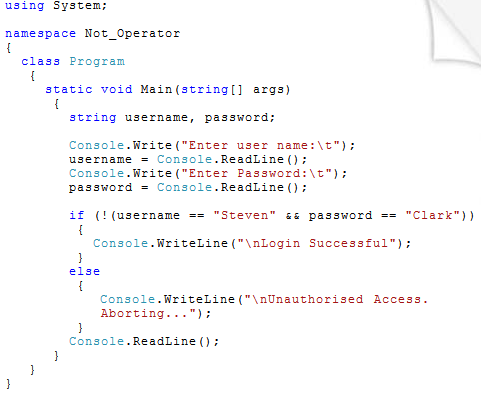 using System;
namespace Not_Operator
{
class Program
{
static void Main(string[] args)
{
string username, password;
Console.Write("Enter user name:\t");
username = Console.ReadLine();
Console.Write("Enter Password:\t");
password = Console.ReadLine();
if (!(username == "Steven" && password == "Clark"))
{
Console.WriteLine("\nLogin Successful");
}
else
{
Console.WriteLine("\nUnauthorised Access.
Aborting...");
}
Console.ReadLine();
}
}
}